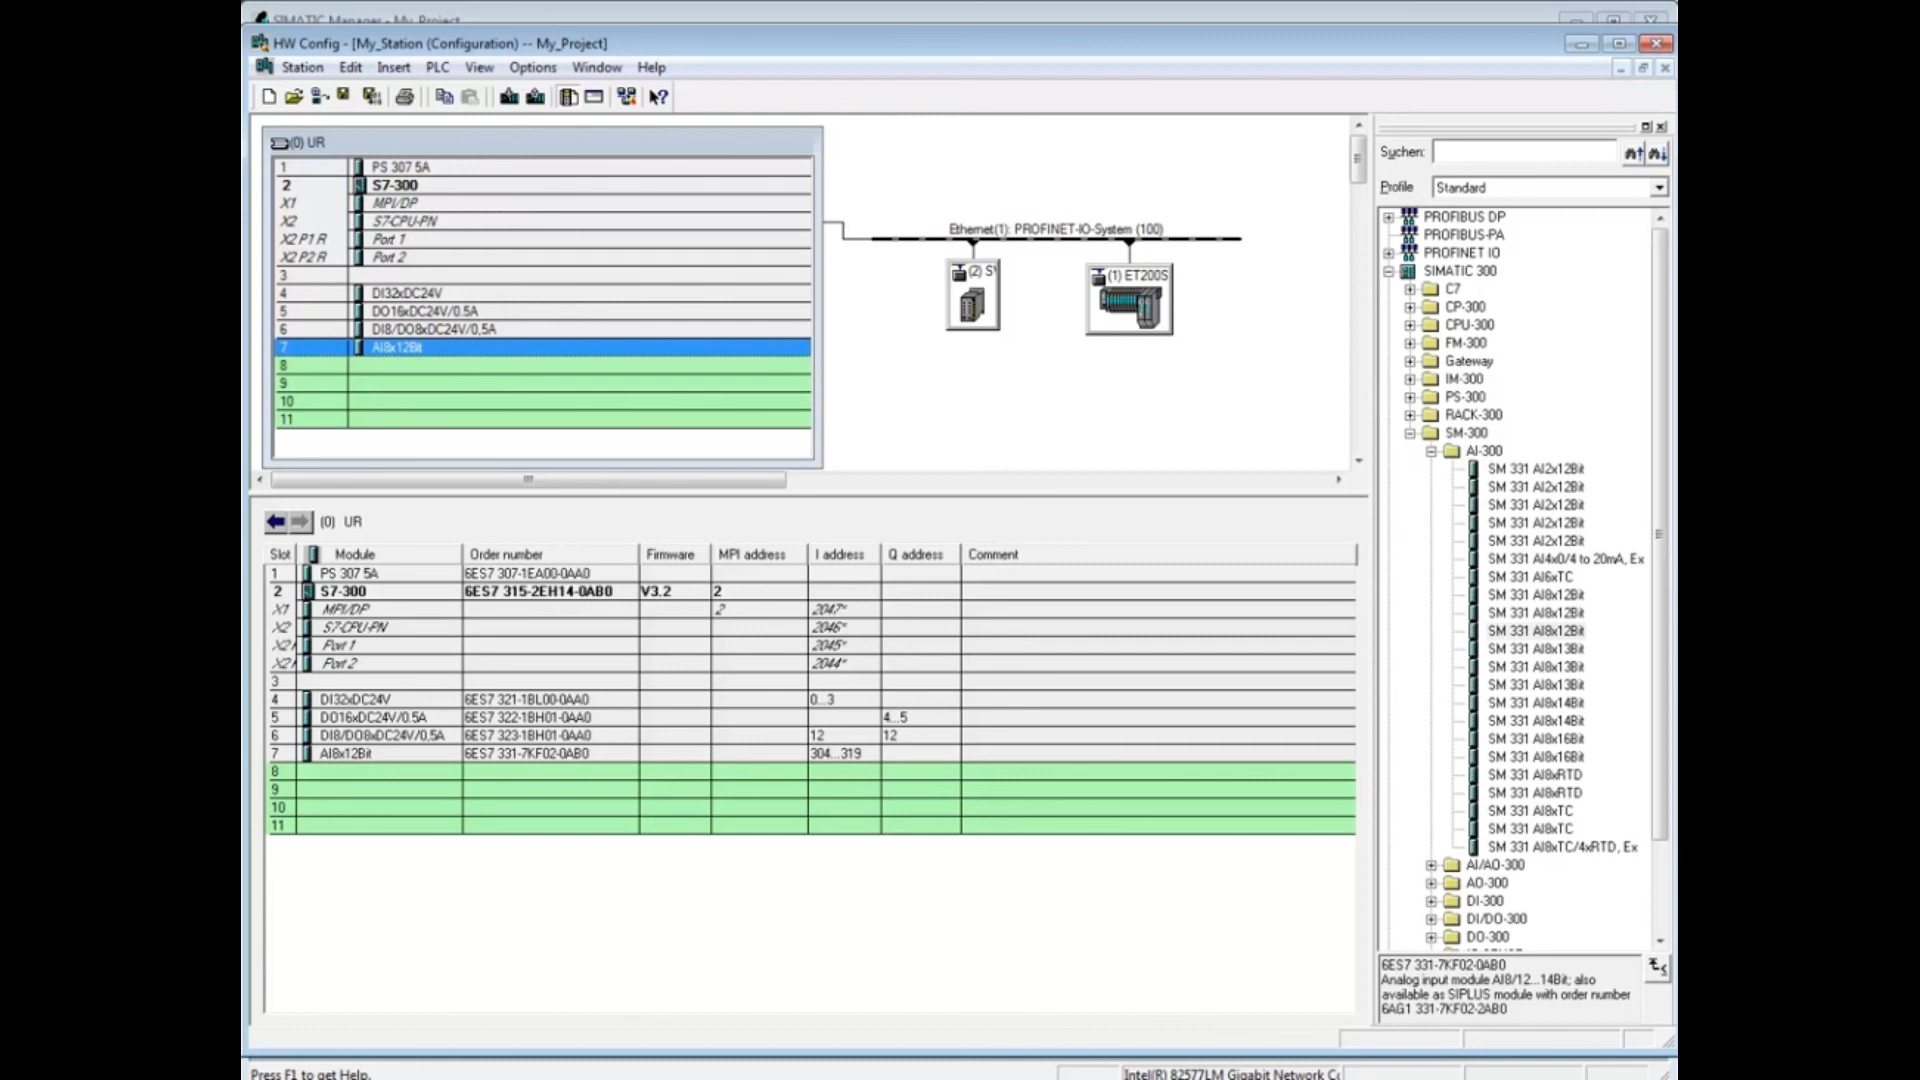 SIMATIC Manager - My_Project
HW Config - [My_Station (Configuration) -- My_Project]
Station Edit Insert PLC View Options Window Help
(0) UR
1 PS 307 5A
2 S7-300
X1 MPI/DP
X2 S7-CPU-PN
X2 P1 R Port 1
X2 P2 R Port 2
3
4 DI32xDC24V
5 DO16xDC24V/0.5A
6 DI8/DO8xDC24V/0,5A
7 AI8x12Bit
8
9
10
11
Ethernet(1): PROFINET-IO-System (100)
(2) SV
(1) ET200S
(0) UR
Slot Module Order number Firmware MPI address I address Q address Comment
1 PS 307 5A 6ES7 307-1EA00-0AA0
2 S7-300 6ES7 315-2EH14-0AB0 V3.2 2
X1 MPI/DP 2 2047*
X2 S7-CPU-PN 2046*
X2 Port 1 2045*
X2 Port 2 2044*
3
4 DI32xDC24V 6ES7 321-1BL00-0AA0 0...3
5 DO16xDC24V/0.5A 6ES7 322-1BH01-0AA0 4...5
6 DI8/DO8xDC24V/0,5A 6ES7 323-1BH01-0AA0 12 12
7 AI8x12Bit 6ES7 331-7KF02-0AB0 304...319
8
9
10
11
Suchen:
Profile Standard
PROFIBUS DP
PROFIBUS-PA
PROFINET IO
SIMATIC 300
C7
CP-300
CPU-300
FM-300
Gateway
IM-300
PS-300
RACK-300
SM-300
AI-300
SM 331 AI2x12Bit
SM 331 AI2x12Bit
SM 331 AI2x12Bit
SM 331 AI2x12Bit
SM 331 AI2x12Bit
SM 331 AI4x0/4 to 20mA, Ex
SM 331 AI6xTC
SM 331 AI8x12Bit
SM 331 AI8x12Bit
SM 331 AI8x12Bit
SM 331 AI8x13Bit
SM 331 AI8x13Bit
SM 331 AI8x13Bit
SM 331 AI8x14Bit
SM 331 AI8x14Bit
SM 331 AI8x16Bit
SM 331 AI8x16Bit
SM 331 AI8xRTD
SM 331 AI8xRTD
SM 331 AI8xTC
SM 331 AI8xTC
SM 331 AI8xTC/4xRTD, Ex
AI/AO-300
AO-300
DI-300
DI/DO-300
DO-300
6ES7 331-7KF02-0AB0
Analog input module AI8/12...14Bit; also
available as SIPLUS module with order number
6AG1 331-7KF02-2AB0
Press F1 to get Help.
Intel(R) 82577LM Gigabit Network Cc